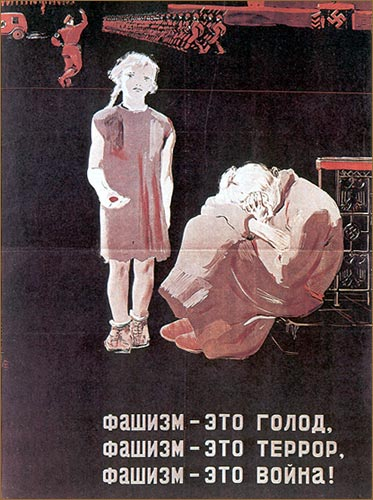 фАШИЗМ – ЭТО ГОЛОД,
фАШИЗМ – ЭТО ТЕРРОР,
фАШИЗМ – ЭТО ВОЙНА!